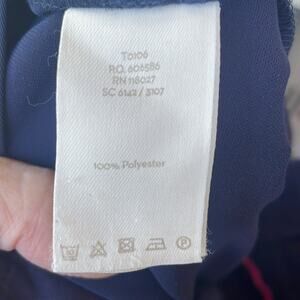 T0106
P.O. 606586
RN 118027
SC 6142 / 3107
100% Polyester